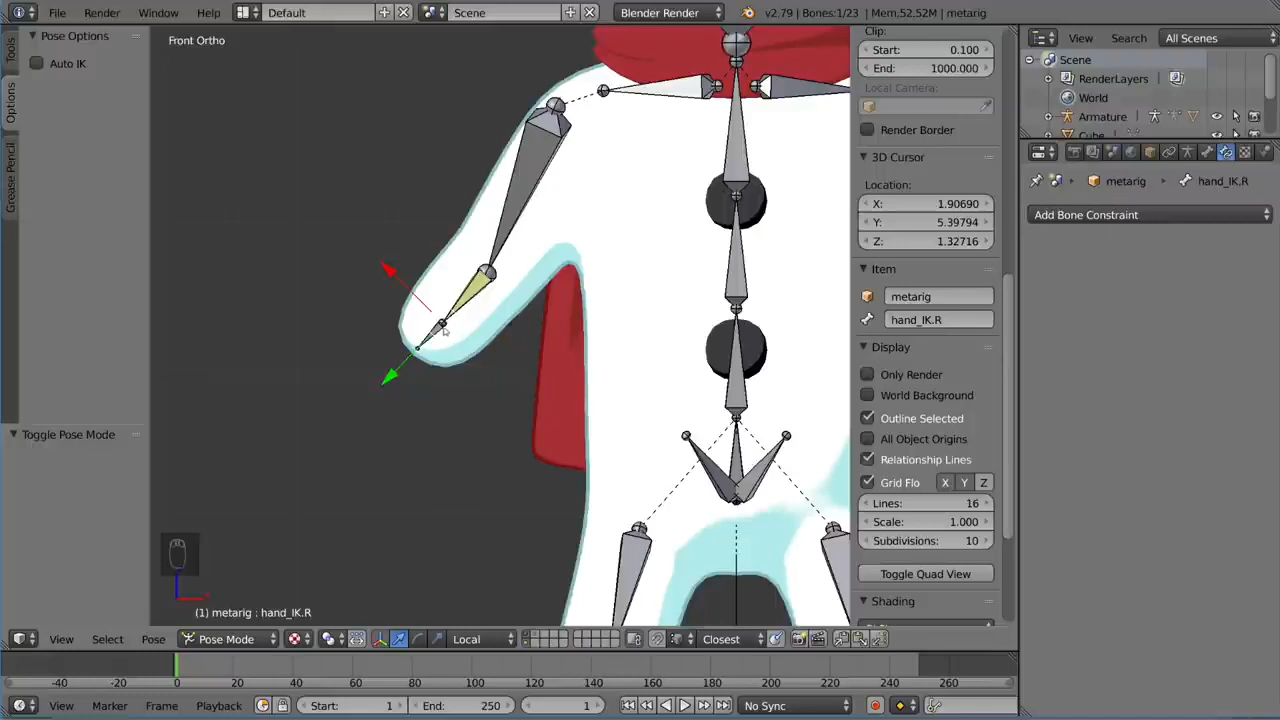 File Render Window Help Default Scene Blender Render v2.79 | Bones:1/23 | Mem:52.52M | metarig
Tools
Options
Grease Pencil
Pose Options
Auto IK
Toggle Pose Mode
Front Ortho
(1) metarig : hand_IK.R
Clip:
Start: 0.100
End: 1000.000
Local Camera:
Render Border
3D Cursor
Location:
X: 1.90690
Y: 5.39794
Z: 1.32716
Item
metarig
hand_IK.R
Display
Only Render
World Background
Outline Selected
All Object Origins
Relationship Lines
Grid Flo X Y Z
Lines: 16
Scale: 1.000
Subdivisions: 10
Toggle Quad View
Shading
View Search All Scenes
Scene
RenderLayers
World
Armature
metarig hand_IK.R
Add Bone Constraint
View Select Pose Pose Mode Local Closest
-40 -20 0 20 40 60 80 100 120 140 160 180 200 220 240 260
View Marker Frame Playback Start: 1 End: 250 1 No Sync